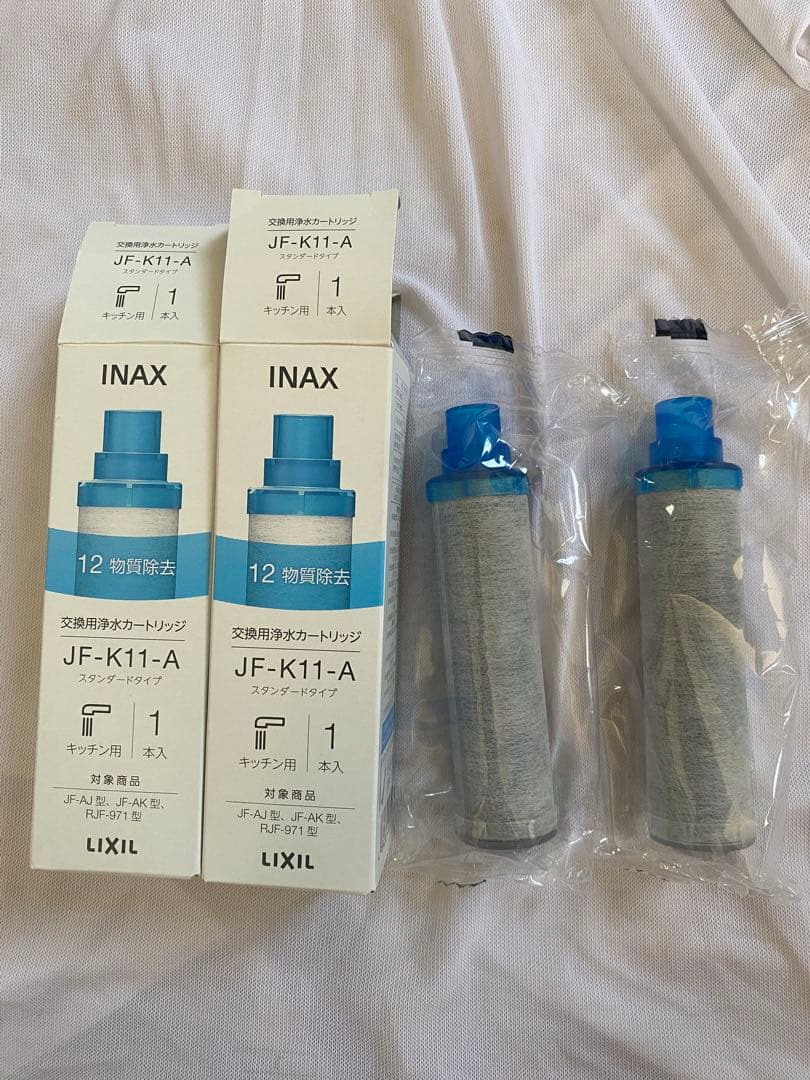 交換用浄水カートリッジ
JF-K11-A
スタンダードタイプ
キッチン用
1
本入
INAX
12 物質除去
交換用浄水カートリッジ
JF-K11-A
スタンダードタイプ
キッチン用
1
本入
対象商品
JF-AJ型、JF-AK型、
RJF-971型
LIXIL
交換用浄水カートリッジ
JF-K11-A
スタンダードタイプ
キッチン用
1
本入
INAX
12 物質除去
交換用浄水カートリッジ
JF-K11-A
スタンダードタイプ
キッチン用
1
本入
対象商品
JF-AJ型、JF-AK型、
RJF-971型
LIXIL